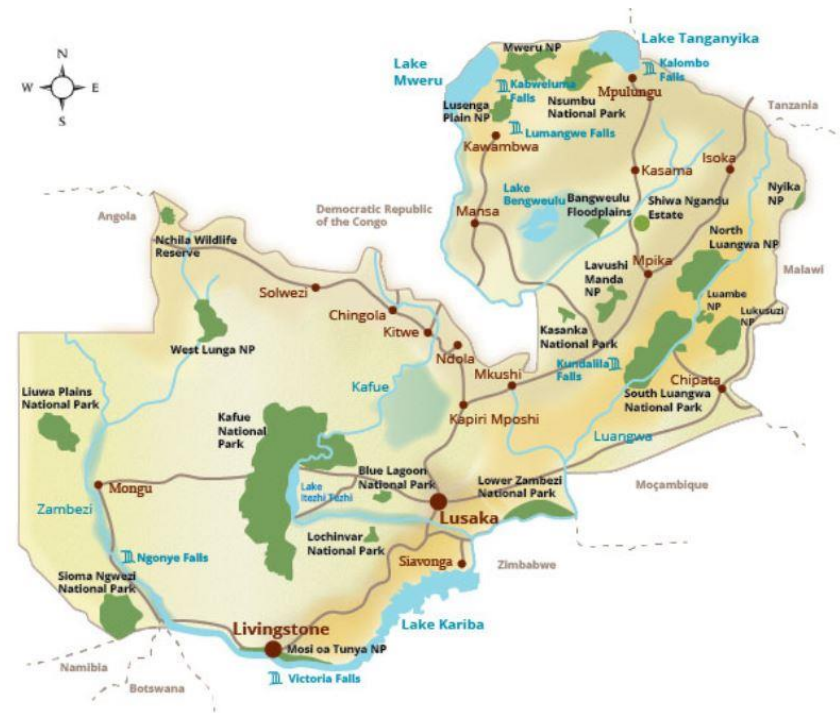 N
W
E
S
Lake
Mweru
Mweru NP
Lake Tanganyika
Kalombo
Falls
Kabweluma
Falls
Mpulungu
Lusenga
Plain NP
Nsumbu
National Park
Tanzania
Lumangwe Falls
Kawambwa
Kasama
Isoka
Lake
Bengweulu
Bangweulu
Floodplains
Shiwa Ngandu
Estate
Nyika
NP
Angola
Democratic Republic
of the Congo
Mansa
North
Luangwa NP
Nchila Wildlife
Reserve
Mpika
Malawi
Lavushi
Manda
NP
Solwezi
Luambe
NP
Lukusuzi
NP
Chingola
Kasanka
National Park
Kitwe
West Lunga NP
Ndola
Mkushi
Kundalila
Falls
Kafue
Chipata
Liuwa Plains
National Park
South Luangwa
National Park
Kafue
National
Park
Kapiri Mposhi
Luangwa
Blue Lagoon
National Park
Lower Zambezi
National Park
Moçambique
Mongu
Lake
Itezhi Tezhi
Zambezi
Lusaka
Lochinvar
National Park
Ngonye Falls
Siavonga
Zimbabwe
Sioma Ngwezi
National Park
Livingstone
Lake Kariba
Mosi oa Tunya NP
Namibia
Victoria Falls
Botswana